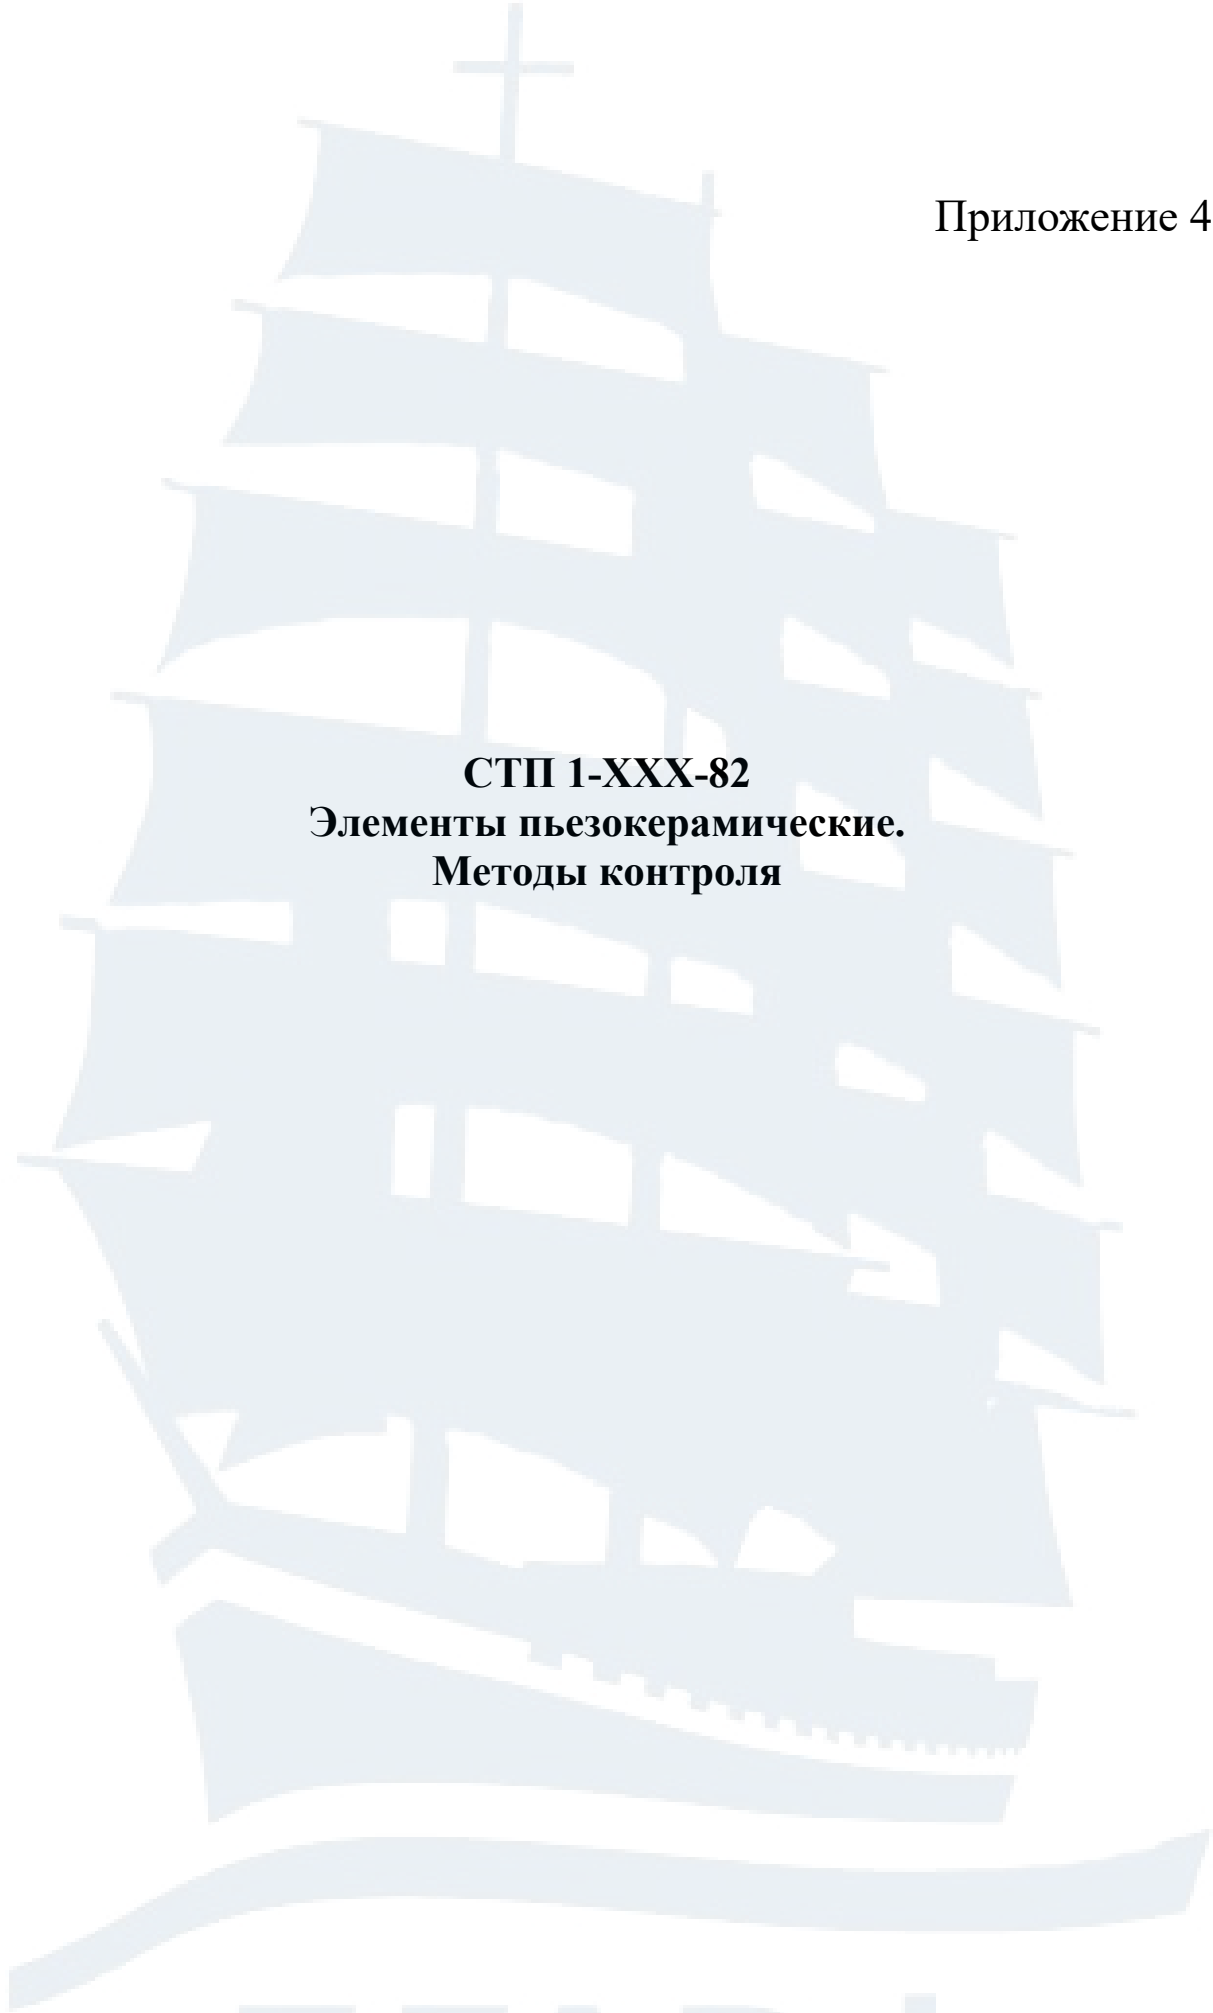 Приложение 4
СТП 1-ХХХ-82
Элементы пьезокерамические.
Методы контроля